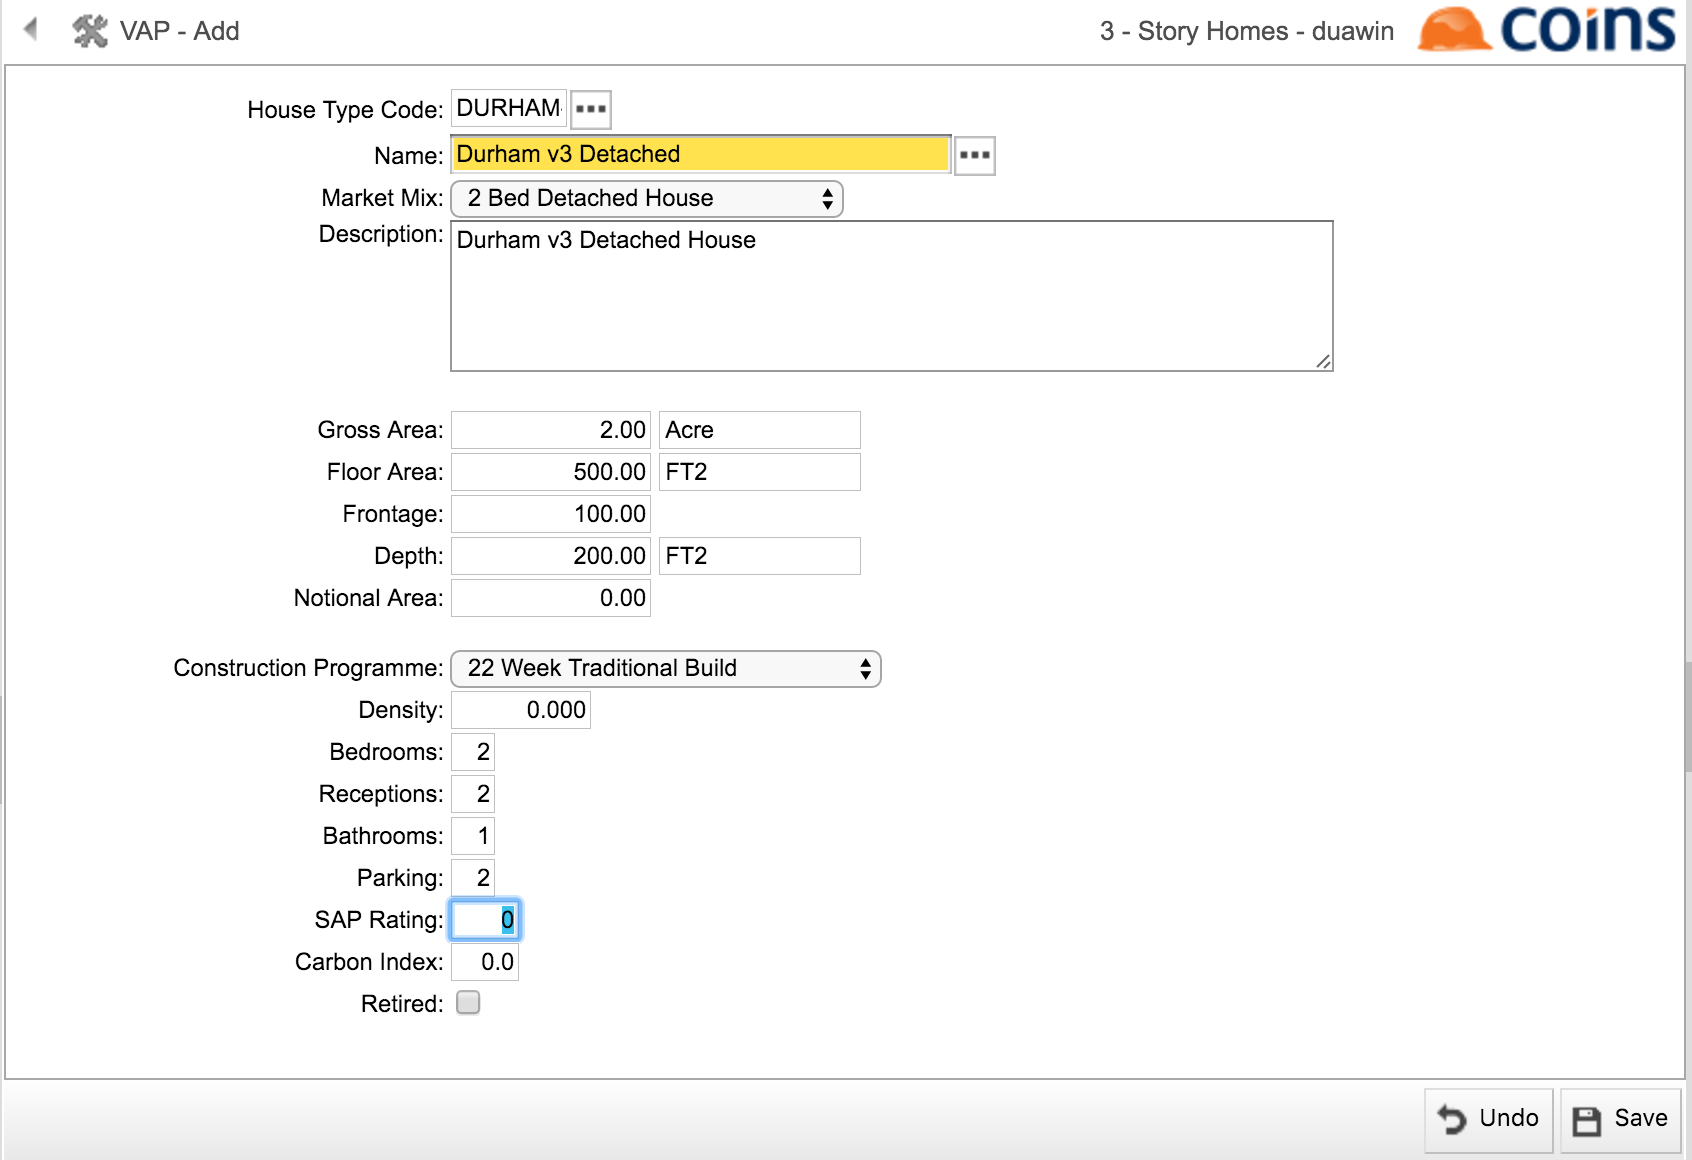 VAP - Add
3 - Story Homes - duawin
coins
House Type Code: DURHAM-
Name: Durham v3 Detached
Market Mix: 2 Bed Detached House
Description: Durham v3 Detached House
Gross Area: 2.00 Acre
Floor Area: 500.00 FT2
Frontage: 100.00
Depth: 200.00 FT2
Notional Area: 0.00
Construction Programme: 22 Week Traditional Build
Density: 0.000
Bedrooms: 2
Receptions: 2
Bathrooms: 1
Parking: 2
SAP Rating: 0
Carbon Index: 0.0
Retired:
Undo
Save